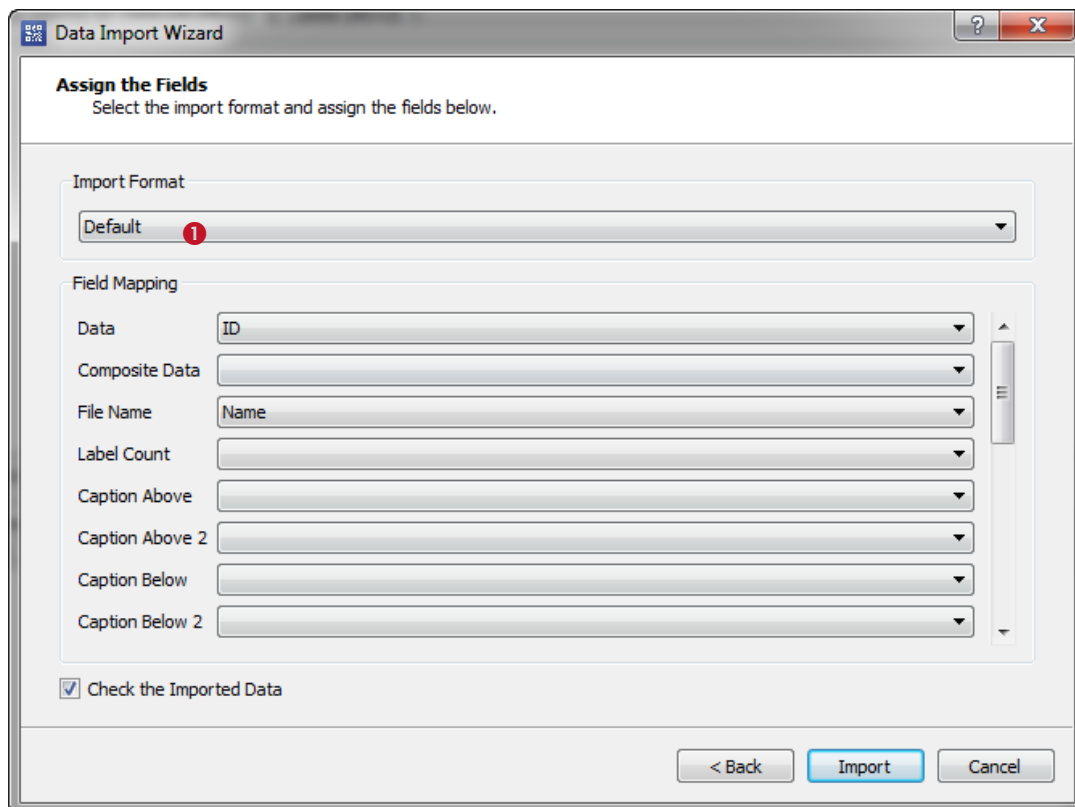 Data Import Wizard
?
X
Assign the Fields
Select the import format and assign the fields below.
Import Format
Default 1
Field Mapping
Data ID
Composite Data
File Name Name
Label Count
Caption Above
Caption Above 2
Caption Below
Caption Below 2
Check the Imported Data
< Back Import Cancel